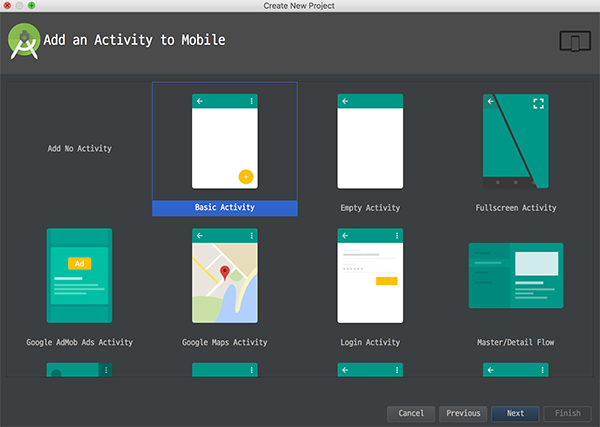 Create New Project
Add an Activity to Mobile
Add No Activity
Basic Activity
Empty Activity
Fullscreen Activity
Ad
Google AdMob Ads Activity
Google Maps Activity
Login Activity
Master/Detail Flow
Cancel
Previous
Next
Finish